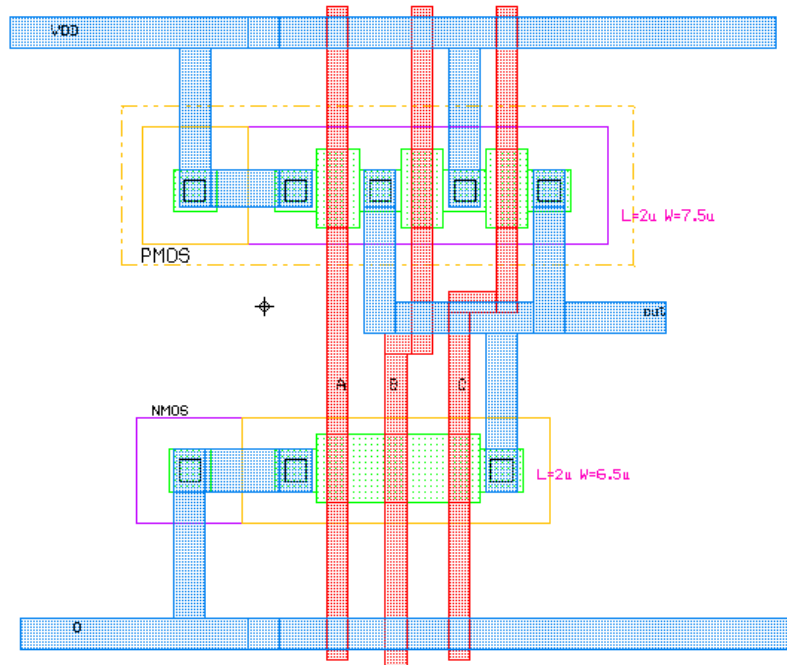 VDD
L=2u W=7.5u
PMOS
out
A B C
NMOS
L=2u W=6.5u
0